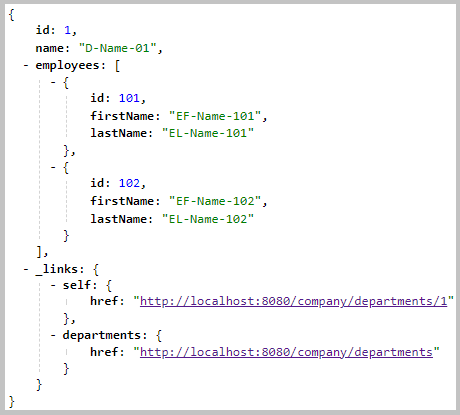 {
id: 1,
name: "D-Name-01",
- employees: [
- {
id: 101,
firstName: "EF-Name-101",
lastName: "EL-Name-101"
},
- {
id: 102,
firstName: "EF-Name-102",
lastName: "EL-Name-102"
}
],
- _links: {
- self: {
href: "http://localhost:8080/company/departments/1"
},
- departments: {
href: "http://localhost:8080/company/departments"
}
}
}